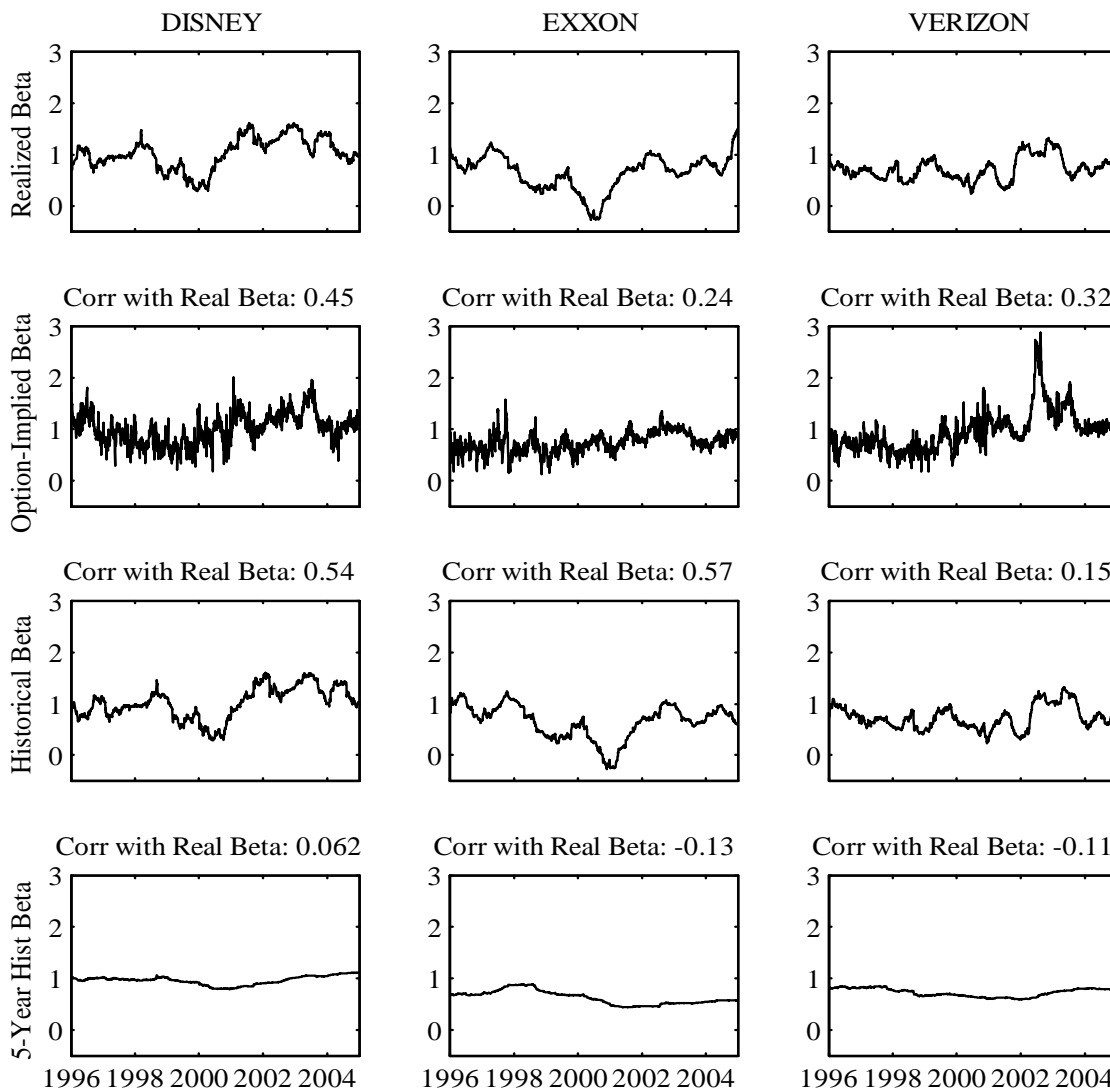 DISNEY EXXON VERIZON
Realized Beta
3 3 3
2 2 2
1 1 1
0 0 0
Corr with Real Beta: 0.45 Corr with Real Beta: 0.24 Corr with Real Beta: 0.32
Option-Implied Beta
3 3 3
2 2 2
1 1 1
0 0 0
Corr with Real Beta: 0.54 Corr with Real Beta: 0.57 Corr with Real Beta: 0.15
Historical Beta
3 3 3
2 2 2
1 1 1
0 0 0
Corr with Real Beta: 0.062 Corr with Real Beta: -0.13 Corr with Real Beta: -0.11
5-Year Hist Beta
3 3 3
2 2 2
1 1 1
0 0 0
1996 1998 2000 2002 2004 1996 1998 2000 2002 2004 1996 1998 2000 2002 2004